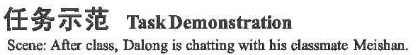 任务示范 Task Demonstration
Scene: After class, Dalong is chatting with his classmate Meishan.